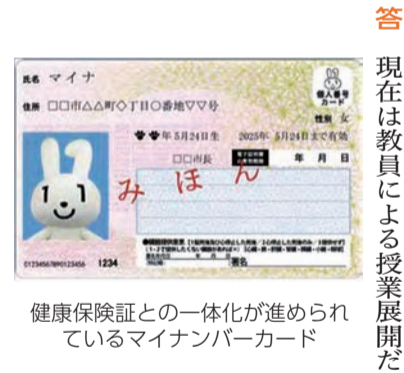 答
現在は教員による授業展開だ
氏名 マイナ
個人番号
カード
住所 □□市△△町◇丁目○番地▽▽号
性別 女
年5月24日生
2025年 5月24日まで有効
□□市長
年 月 日
みほん
1234
署名
健康保険証との一体化が進められ
ているマイナンバーカード